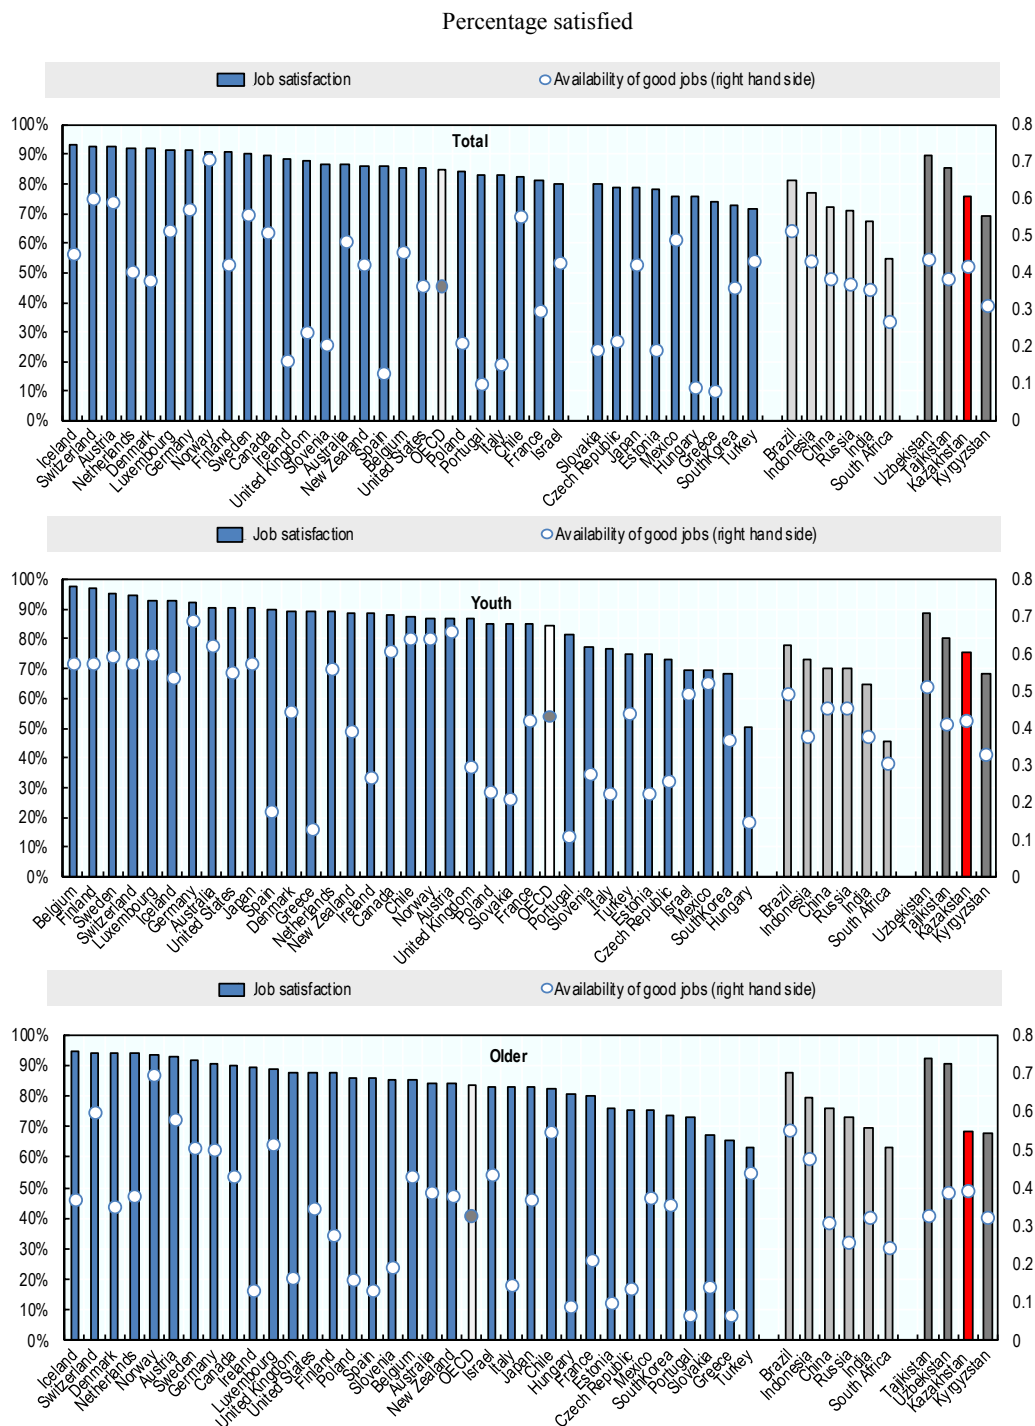 Percentage satisfied
Job satisfaction
Availability of good jobs (right hand side)
Total
100%
90%
80%
70%
60%
50%
40%
30%
20%
10%
0%
0.8
0.7
0.6
0.5
0.4
0.3
0.2
0.1
0
Iceland
Switzerland
Austria
Netherlands
Denmark
Luxembourg
Germany
Norway
Finland
Sweden
Canada
Ireland
United Kingdom
Slovenia
Australia
New Zealand
Spain
Belgium
United States
OECD
Poland
Portugal
Italy
Chile
France
Israel
Slovakia
Czech Republic
Japan
Estonia
Mexico
Hungary
Greece
SouthKorea
Turkey
Brazil
Indonesia
China
Russia
India
South Africa
Uzbekistan
Tajikistan
Kazakhstan
Kyrgyzstan
Job satisfaction
Availability of good jobs (right hand side)
Youth
100%
90%
80%
70%
60%
50%
40%
30%
20%
10%
0%
0.8
0.7
0.6
0.5
0.4
0.3
0.2
0.1
0
Belgium
Finland
Sweden
Switzerland
Luxembourg
Iceland
Germany
Australia
United States
Japan
Spain
Denmark
Greece
Netherlands
New Zealand
Ireland
Canada
Chile
Norway
Austria
United Kingdom
Poland
Slovakia
France
OECD
Portugal
Slovenia
Italy
Turkey
Estonia
Czech Republic
Israel
Mexico
SouthKorea
Hungary
Brazil
Indonesia
China
Russia
India
South Africa
Uzbekistan
Tajikistan
Kazakstan
Kyrgyzstan
Job satisfaction
Availability of good jobs (right hand side)
Older
100%
90%
80%
70%
60%
50%
40%
30%
20%
10%
0%
0.8
0.7
0.6
0.5
0.4
0.3
0.2
0.1
0
Iceland
Switzerland
Denmark
Netherlands
Norway
Austria
Sweden
Germany
Canada
Ireland
Luxembourg
United Kingdom
United States
Finland
Poland
Spain
Slovenia
Belgium
Australia
New Zealand
OECD
Israel
Italy
Japan
Chile
Hungary
France
Estonia
Czech Republic
Mexico
SouthKorea
Portugal
Slovakia
Greece
Turkey
Brazil
Indonesia
China
Russia
India
South Africa
Tajikistan
Uzbekistan
Kazakstan
Kyrgyzstan